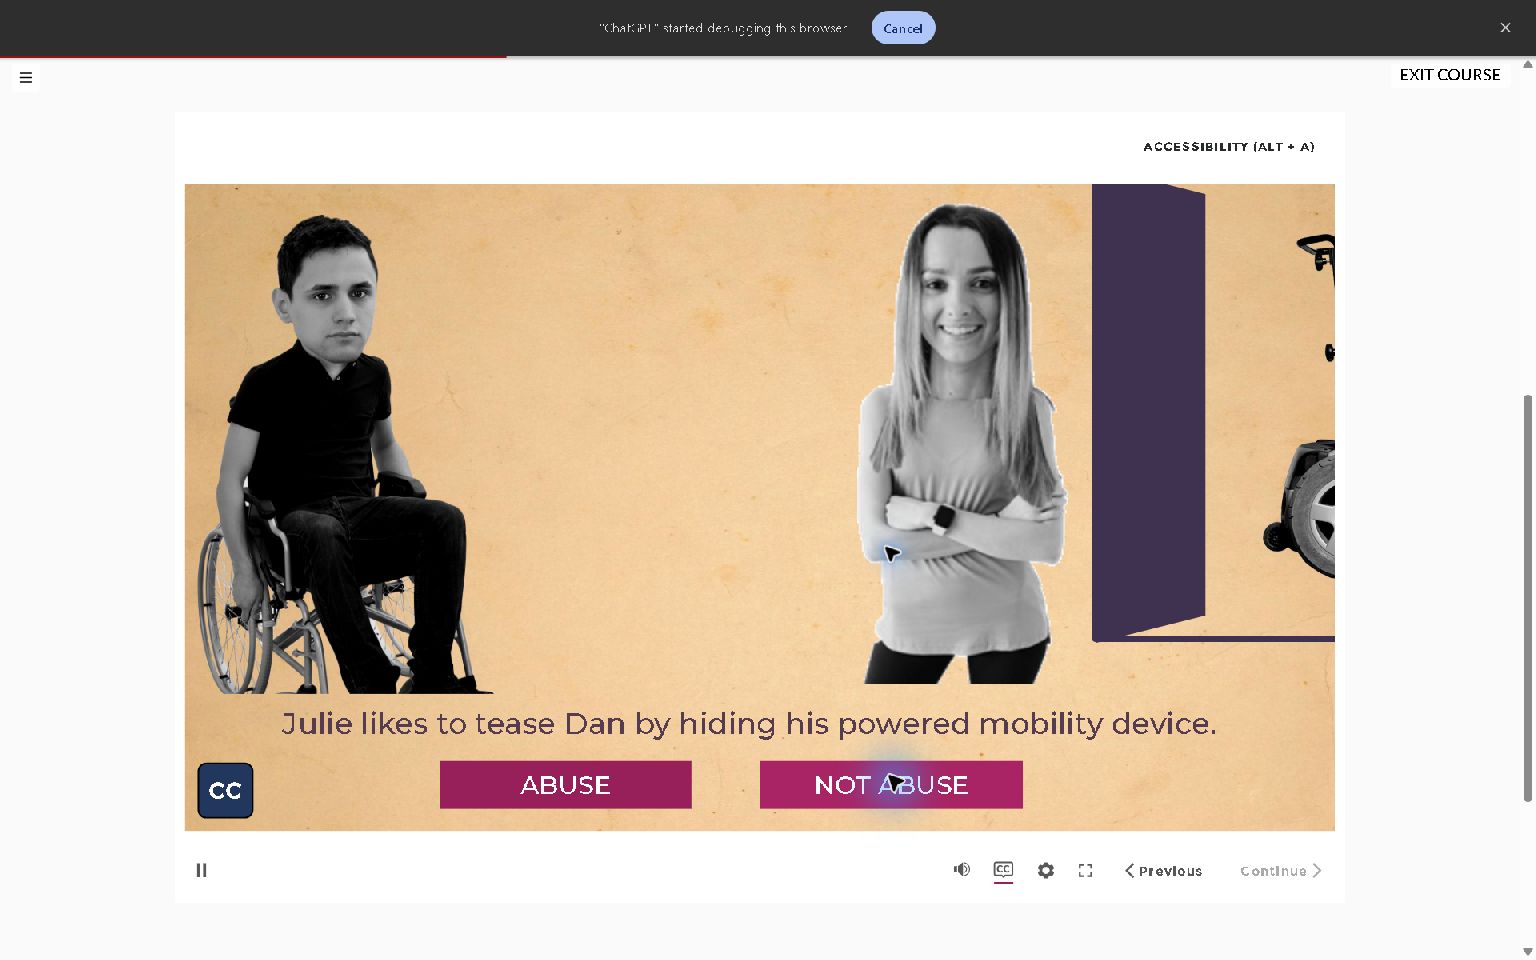 "ChatGPT" started debugging this browser
Cancel
EXIT COURSE
ACCESSIBILITY (ALT + A)
Julie likes to tease Dan by hiding his powered mobility device.
CC
ABUSE
NOT ABUSE
CC
Previous
Continue